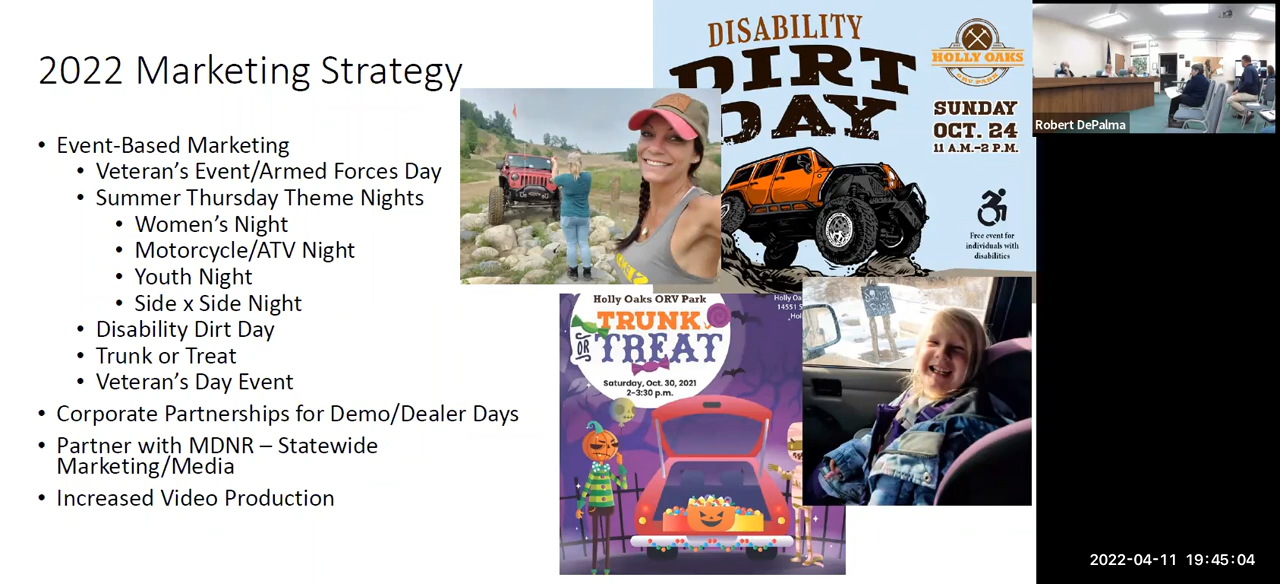 2022 Marketing Strategy
• Event-Based Marketing
• Veteran's Event/Armed Forces Day
• Summer Thursday Theme Nights
• Women's Night
• Motorcycle/ATV Night
• Youth Night
• Side x Side Night
• Disability Dirt Day
• Trunk or Treat
• Veteran's Day Event
• Corporate Partnerships for Demo/Dealer Days
• Partner with MDNR – Statewide
Marketing/Media
• Increased Video Production
DISABILITY
DIRT
DAY
HOLLY OAKS
ORV PARK
SUNDAY
OCT. 24
11 A.M.-2 P.M.
Free event for
individuals with
disabilities
Holly Oaks ORV Park
TRUNK
OR
TREAT
Saturday, Oct. 30, 2021
2-3:30 p.m.
14551 S
Robert DePalma
2022-04-11 19:45:04